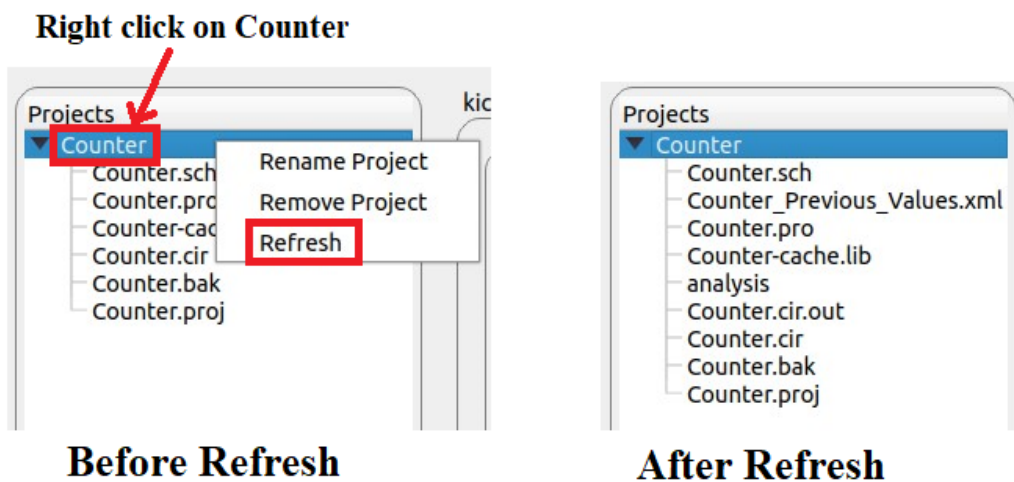 Right click on Counter
Projects
Counter
Counter.sch
Counter.pro
Counter-cac
Counter.cir
Counter.bak
Counter.proj
Rename Project
Remove Project
Refresh
kic
Before Refresh
Projects
Counter
Counter.sch
Counter_Previous_Values.xml
Counter.pro
Counter-cache.lib
analysis
Counter.cir.out
Counter.cir
Counter.bak
Counter.proj
After Refresh